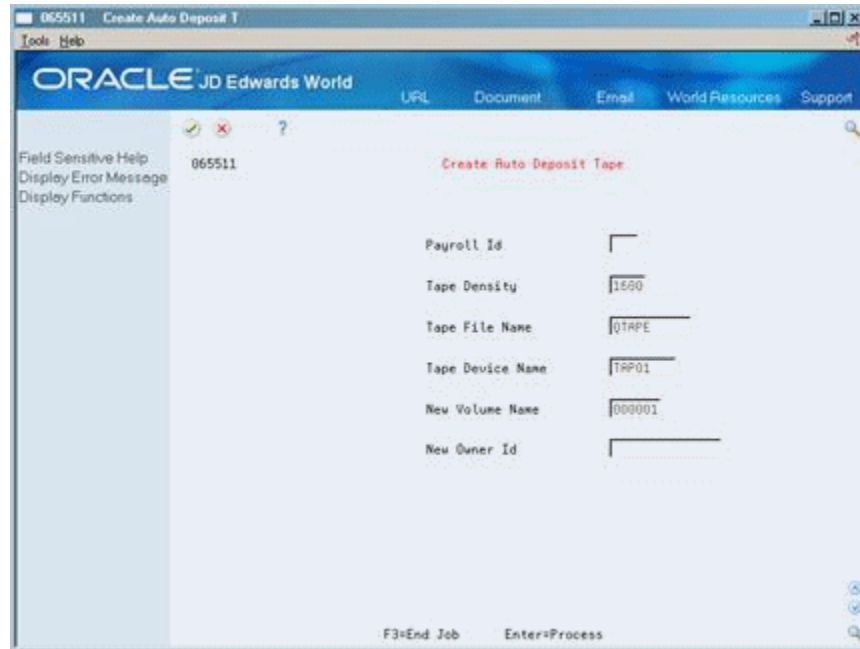 065511 Create Auto Deposit T
Tools Help
ORACLE JD Edwards World
URL Document Email World Resources Support
?
Field Sensitive Help
Display Error Message
Display Functions
065511 Create Auto Deposit Tape
Payroll Id
Tape Density 1600
Tape File Name QTAPE
Tape Device Name TAP01
New Volume Name 000001
New Owner Id
F3=End Job Enter=Process